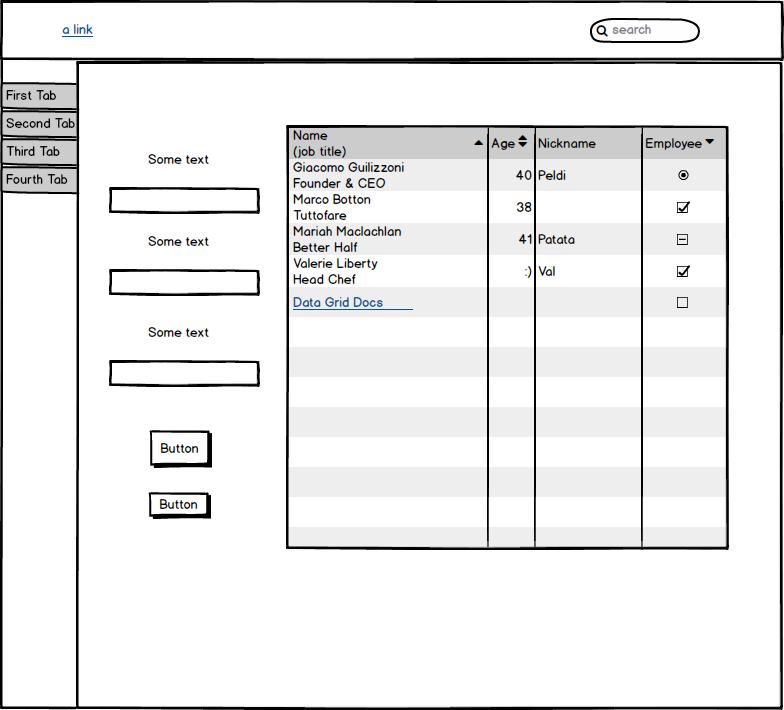 a link
search
First Tab
Second Tab
Third Tab
Fourth Tab
Some text
Some text
Some text
Button
Button
Name
(job title)
Age
Nickname
Employee
Giacomo Guilizzoni
Founder & CEO
40
Peldi
Marco Botton
Tuttofare
38
Mariah Maclachlan
Better Half
41
Patata
Valerie Liberty
Head Chef
:)
Val
Data Grid Docs